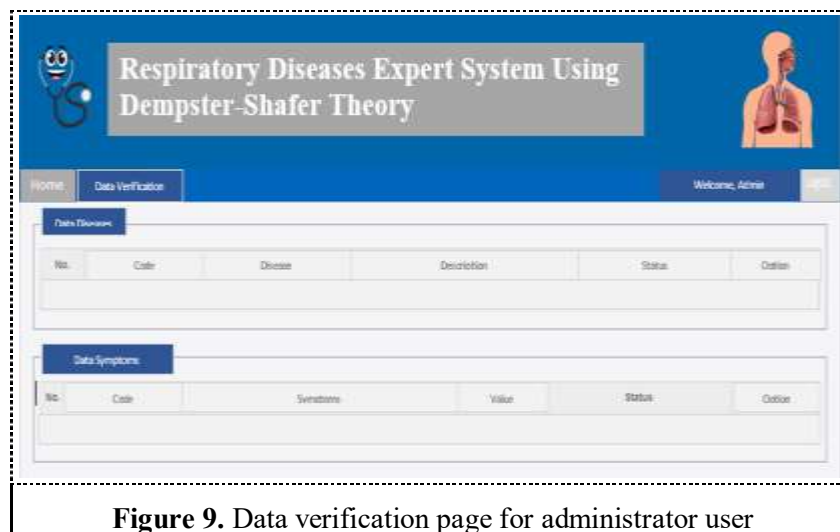 Respiratory Diseases Expert System Using
Dempster-Shafer Theory
Home Data Verification Welcome, Admin
Data Diseases
No. Code Disease Description Status Option
Data Symptoms
No. Code Symptoms Value Status Option
Figure 9. Data verification page for administrator user